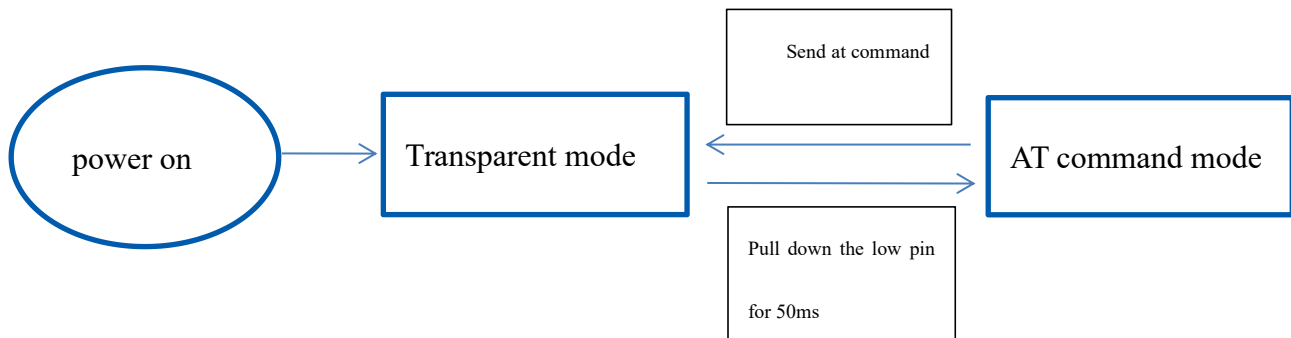 Send at command
power on
Transparent mode
AT command mode
Pull down the low pin
for 50ms